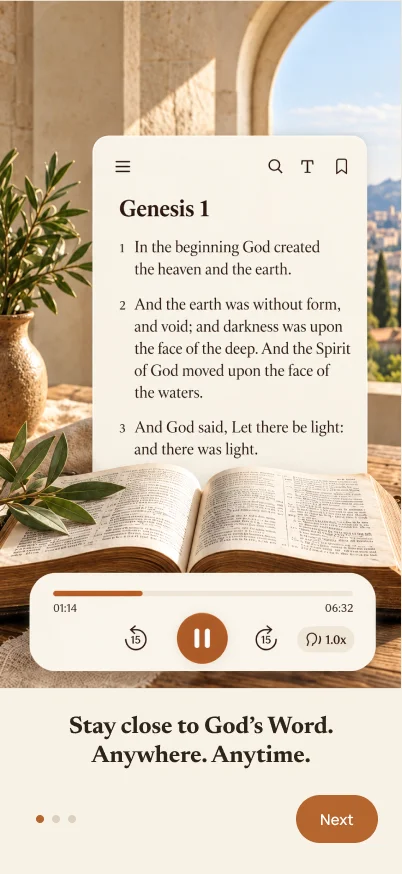 Genesis 1
1 In the beginning God created
the heaven and the earth.
2 And the earth was without form,
and void; and darkness was upon
the face of the deep. And the Spirit
of God moved upon the face of
the waters.
3 And God said, Let there be light:
and there was light.
01:14
06:32
15
15
1.0x
Stay close to God’s Word.
Anywhere. Anytime.
Next